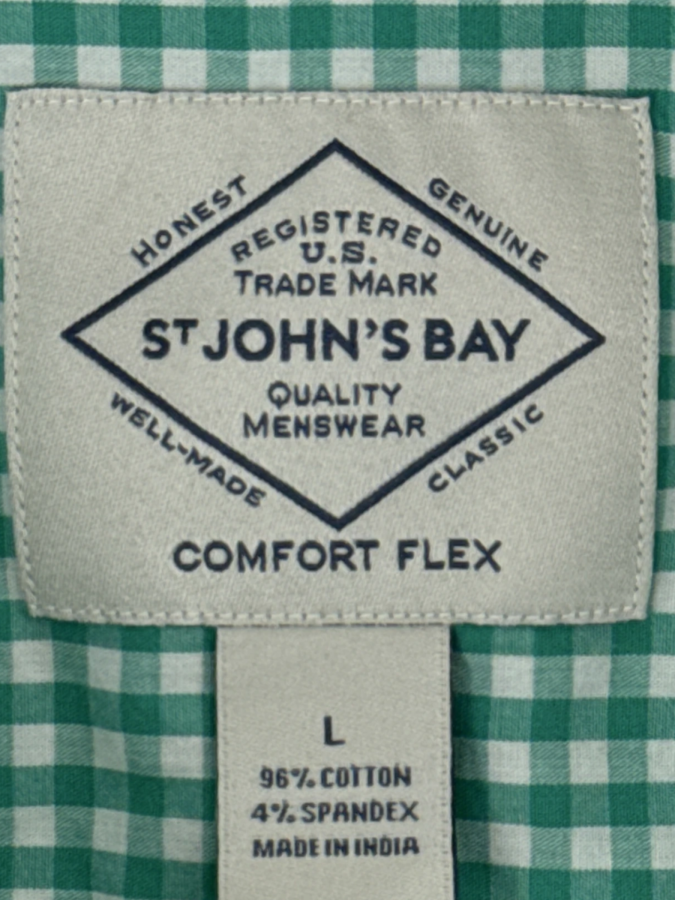 HONEST
GENUINE
REGISTERED
U.S.
TRADE MARK
ST JOHN'S BAY
QUALITY
MENSWEAR
WELL-MADE
CLASSIC
COMFORT FLEX
L
96% COTTON
4% SPANDEX
MADE IN INDIA